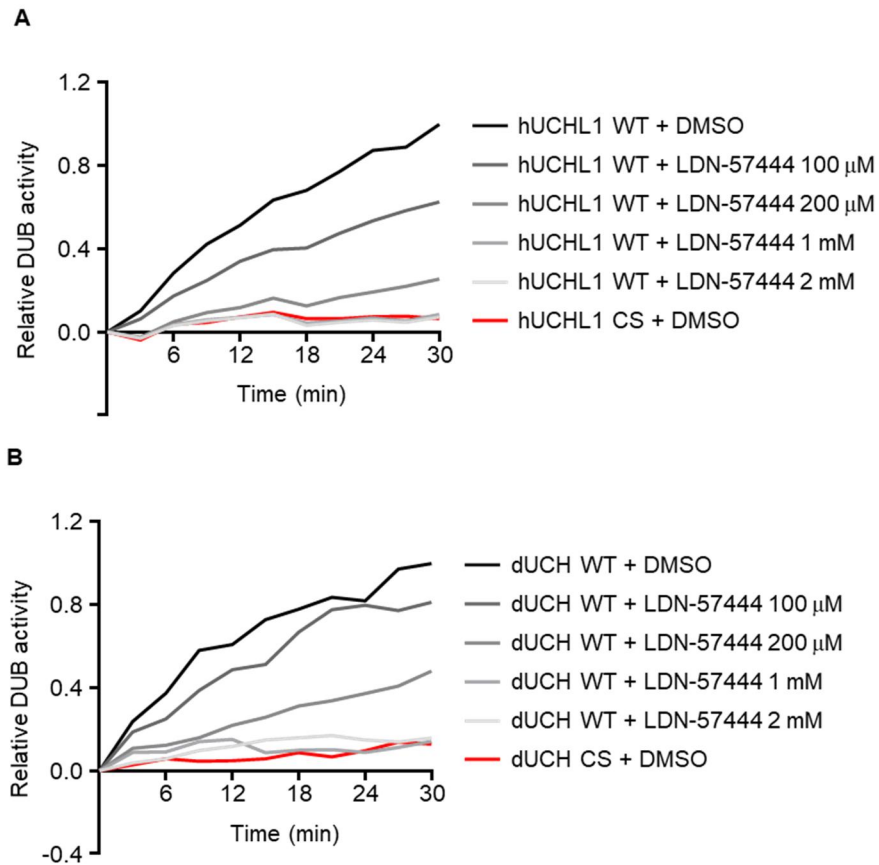 A
1.2
0.8
0.4
0.0
Relative DUB activity
6 12 18 24 30
Time (min)
hUCHL1 WT + DMSO
hUCHL1 WT + LDN-57444 100 μM
hUCHL1 WT + LDN-57444 200 μM
hUCHL1 WT + LDN-57444 1 mM
hUCHL1 WT + LDN-57444 2 mM
hUCHL1 CS + DMSO
B
1.2
0.8
0.4
0.0
-0.4
Relative DUB activity
6 12 18 24 30
Time (min)
dUCH WT + DMSO
dUCH WT + LDN-57444 100 μM
dUCH WT + LDN-57444 200 μM
dUCH WT + LDN-57444 1 mM
dUCH WT + LDN-57444 2 mM
dUCH CS + DMSO